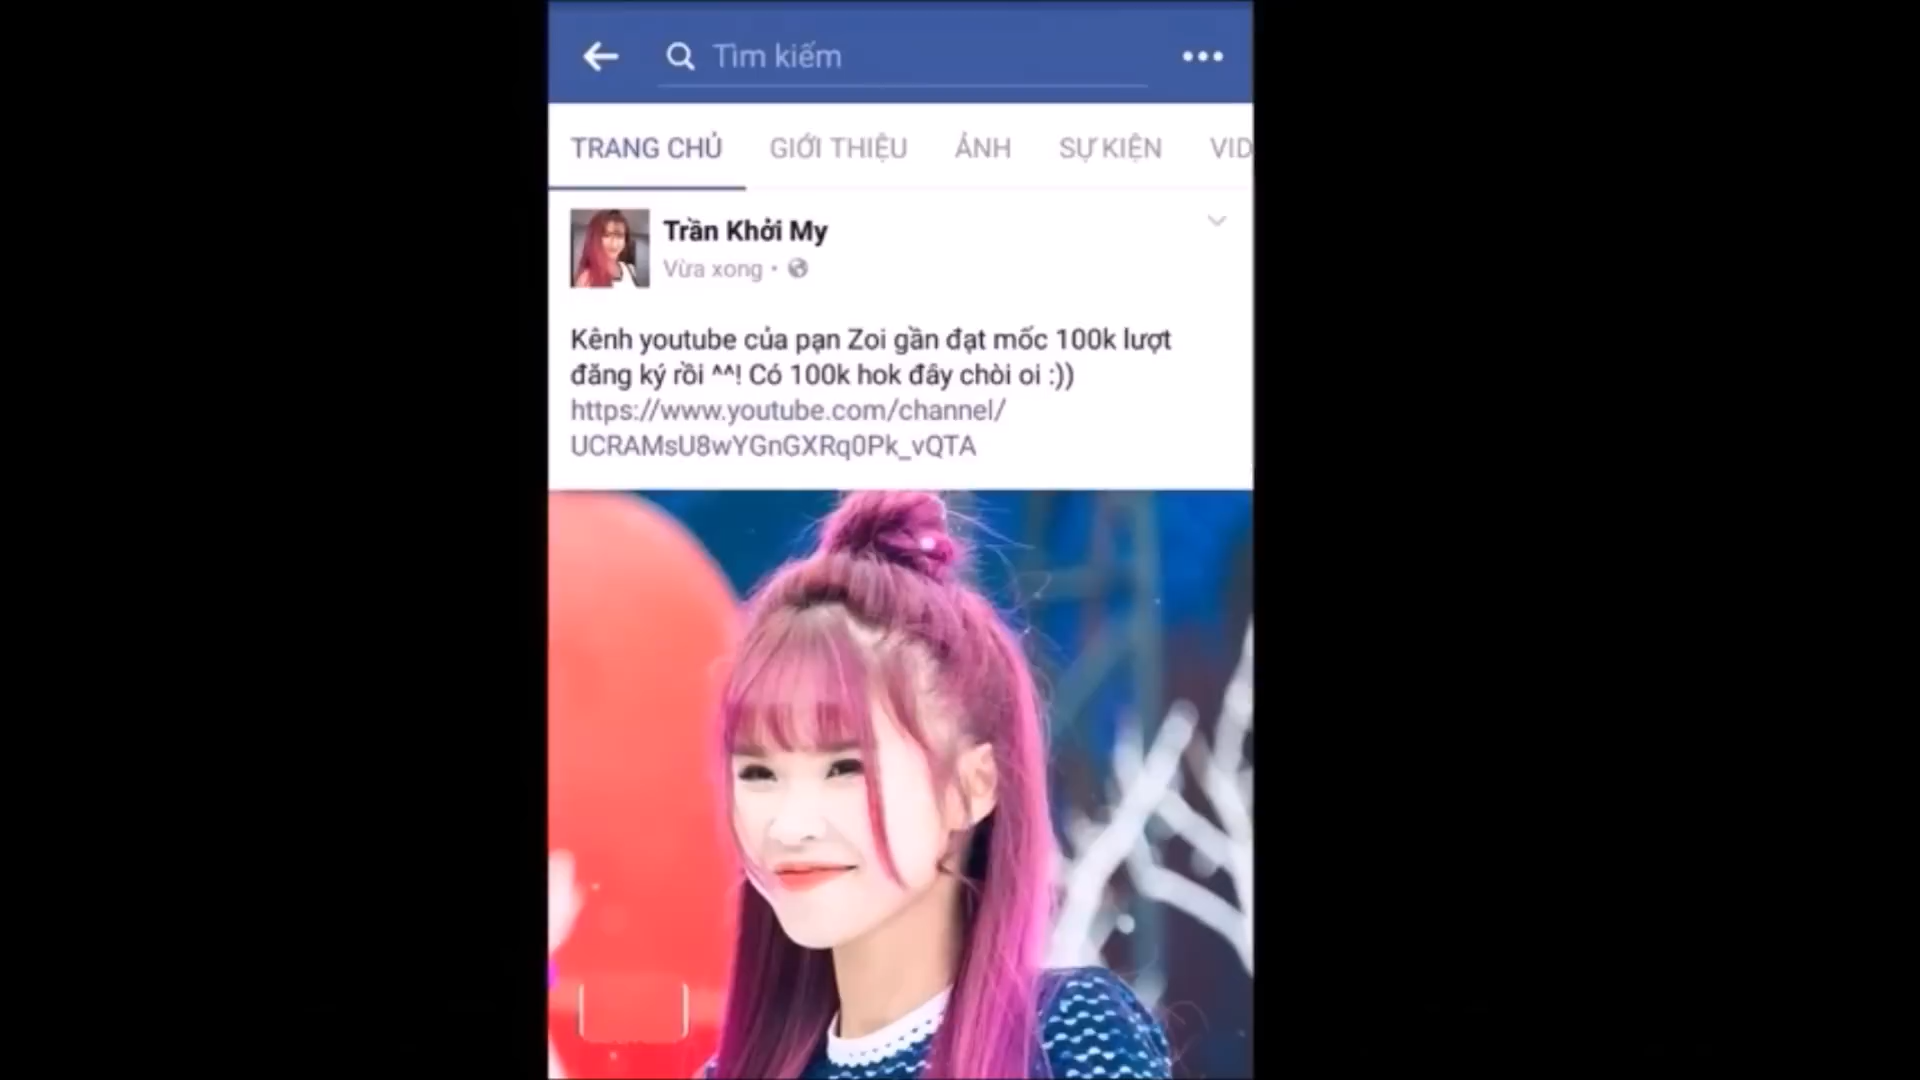 Tìm kiếm
TRANG CHỦ GIỚI THIỆU ẢNH SỰ KIỆN VID
Trần Khởi My
Vừa xong
Kênh youtube của pạn Zoi gần đạt mốc 100k lượt
đăng ký rồi ^^! Có 100k hok đây chòi oi :))
https://www.youtube.com/channel/
UCRAMsU8wYGnGXRq0Pk_vQTA